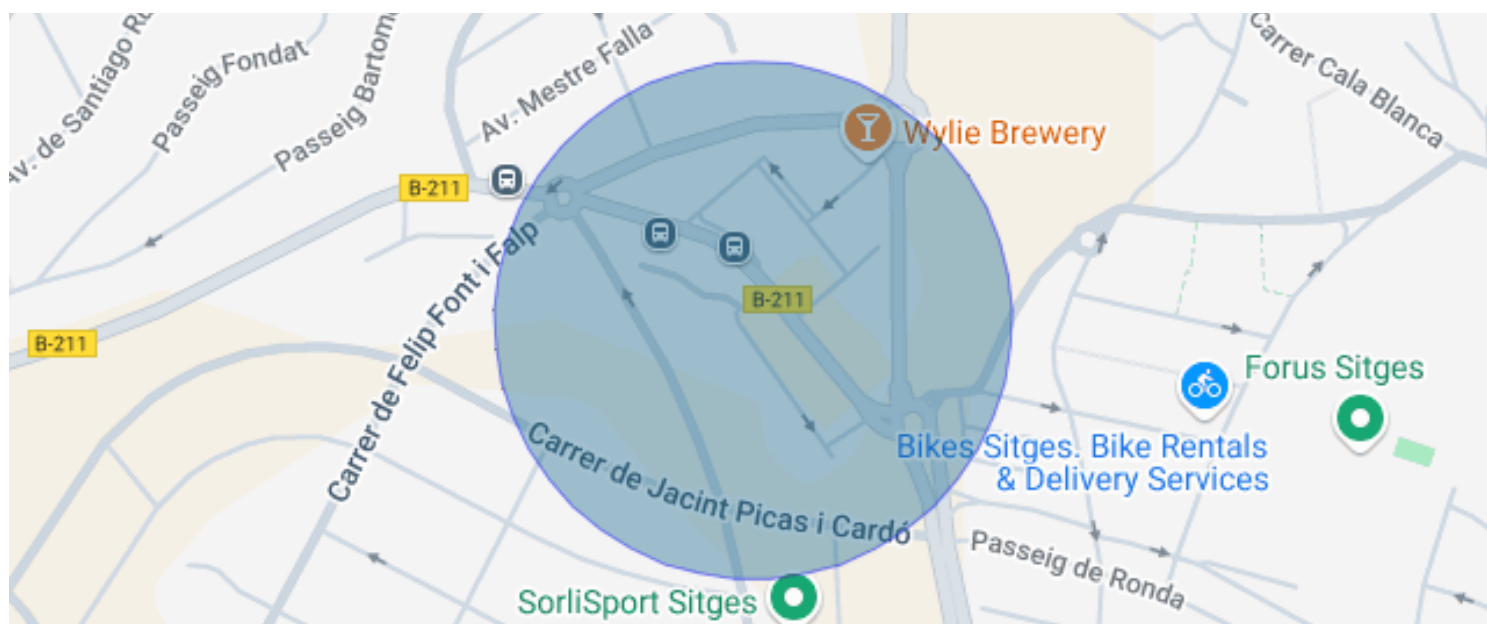 Av. de Santiago Ru
Passeig Fondat
Passeig Bartome
Av. Mestre Falla
Carrer Cala Blanca
Wylie Brewery
B-211
Carrer de Felip Font i Falp
B-211
B-211
Forus Sitges
Carrer de Jacint Picas i Cardó
Bikes Sitges. Bike Rentals
& Delivery Services
Passeig de Ronda
SorliSport Sitges